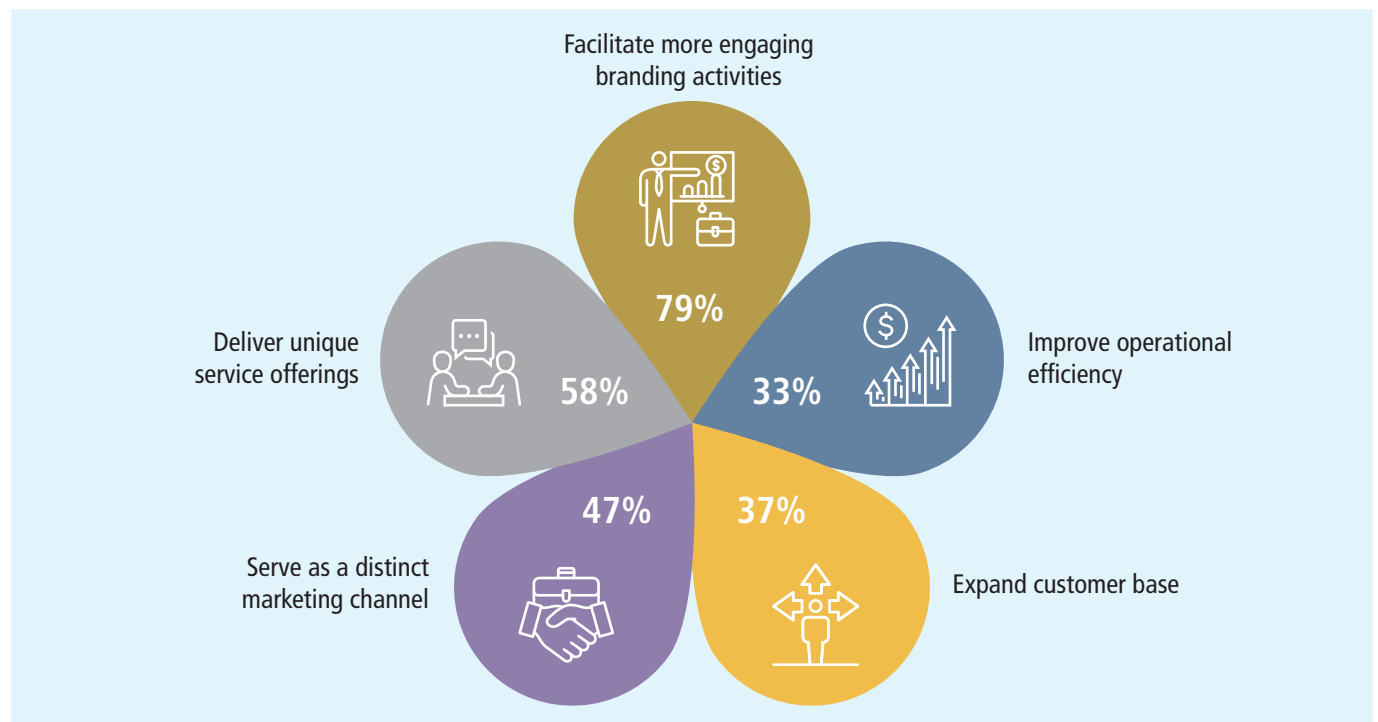 Facilitate more engaging
branding activities
$
79%
Deliver unique
service offerings
58%
$
33%
Improve operational
efficiency
47%
37%
Serve as a distinct
marketing channel
Expand customer base